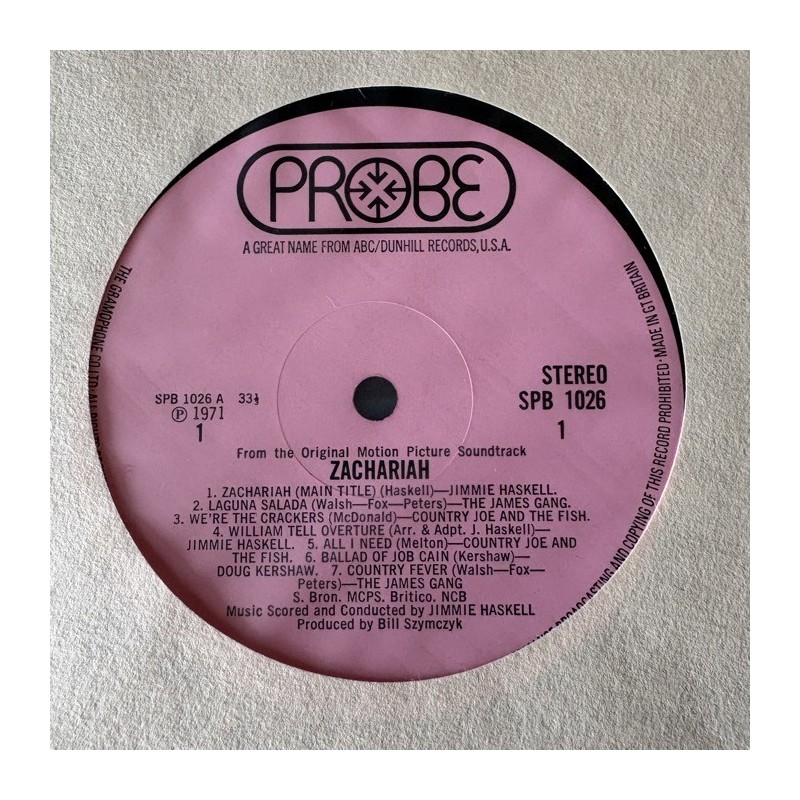 PROBE
A GREAT NAME FROM ABC/DUNHILL RECORDS, U.S.A.
THE GRAMOPHONE CO. LTD. ALL
MADE IN GT BRITAIN
BROADCASTING AND COPYING OF THIS RECORD PROHIBITED ·
SPB 1026 A 33⅓
℗ 1971
1
STEREO
SPB 1026
1
From the Original Motion Picture Soundtrack
ZACHARIAH
1. ZACHARIAH (MAIN TITLE) (Haskell)—JIMMIE HASKELL.
2. LAGUNA SALADA (Walsh—Fox—Peters)—THE JAMES GANG.
3. WE'RE THE CRACKERS (McDonald)—COUNTRY JOE AND THE FISH.
4. WILLIAM TELL OVERTURE (Arr. & Adpt. J. Haskell)—
JIMMIE HASKELL. 5. ALL I NEED (Melton)—COUNTRY JOE AND
THE FISH. 6. BALLAD OF JOB CAIN (Kershaw)—
DOUG KERSHAW. 7. COUNTRY FEVER (Walsh—Fox—
Peters)—THE JAMES GANG
S. Bron. MCPS. Britico. NCB
Music Scored and Conducted by JIMMIE HASKELL
Produced by Bill Szymczyk